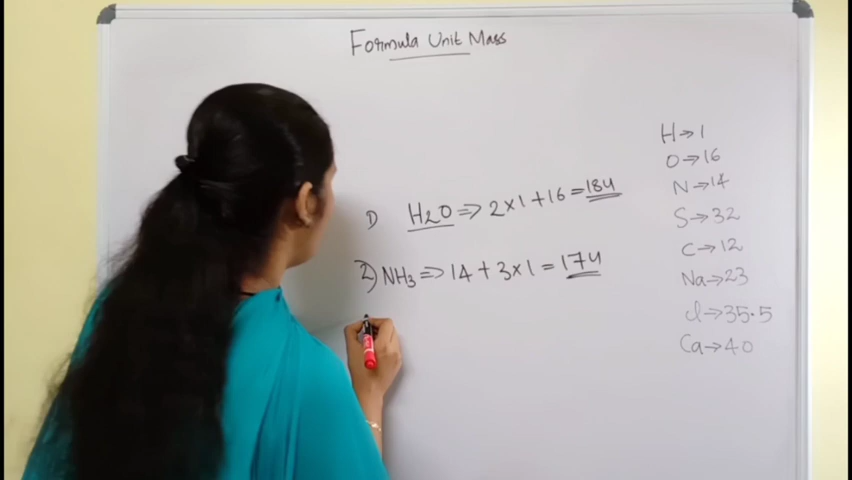 Formula Unit Mass
1) H2O ⇒ 2×1+16=18u
2) NH3 ⇒ 14+3×1=17u
H→1
O→16
N→14
S→32
C→12
Na→23
Cl→35.5
Ca→40